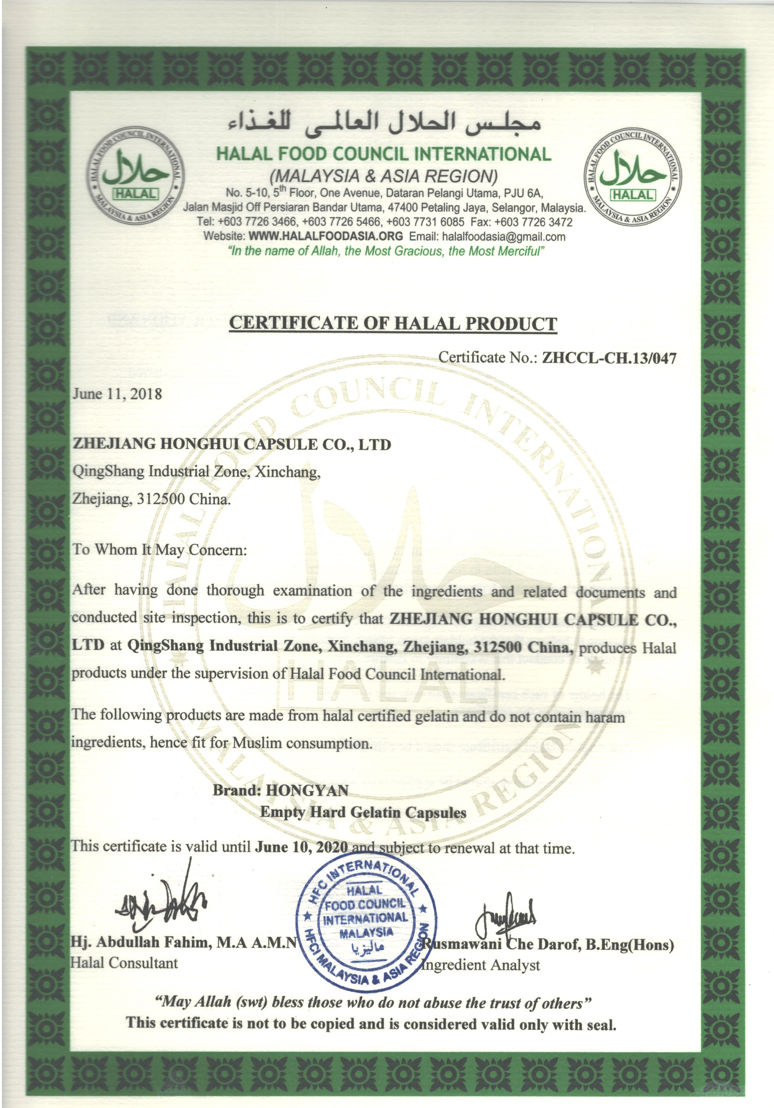 مجلس الحلال العالمى للغذاء
HALAL FOOD COUNCIL INTERNATIONAL
(MALAYSIA & ASIA REGION)
No. 5-10, 5th Floor, One Avenue, Dataran Pelangi Utama, PJU 6A,
Jalan Masjid Off Persiaran Bandar Utama, 47400 Petaling Jaya, Selangor, Malaysia.
Tel: +603 7726 3466, +603 7726 5466, +603 7731 6085 Fax: +603 7726 3472
Website: WWW.HALALFOODASIA.ORG Email: halalfoodasia@gmail.com
"In the name of Allah, the Most Gracious, the Most Merciful"
HALAL FOOD COUNCIL INTERNATIONAL
حلال
HALAL
MALAYSIA & ASIA REGION
HALAL FOOD COUNCIL INTERNATIONAL
حلال
HALAL
MALAYSIA & ASIA REGION
CERTIFICATE OF HALAL PRODUCT
Certificate No.: ZHCCL-CH.13/047
June 11, 2018
ZHEJIANG HONGHUI CAPSULE CO., LTD
QingShang Industrial Zone, Xinchang,
Zhejiang, 312500 China.
To Whom It May Concern:
After having done thorough examination of the ingredients and related documents and
conducted site inspection, this is to certify that ZHEJIANG HONGHUI CAPSULE CO.,
LTD at QingShang Industrial Zone, Xinchang, Zhejiang, 312500 China, produces Halal
products under the supervision of Halal Food Council International.
The following products are made from halal certified gelatin and do not contain haram
ingredients, hence fit for Muslim consumption.
Brand: HONGYAN
Empty Hard Gelatin Capsules
This certificate is valid until June 10, 2020 and subject to renewal at that time.
HALAL FOOD COUNCIL INTERNATIONAL
حلال
HALAL
MALAYSIA & ASIA REGION
HFC INTERNATIONAL
HALAL
FOOD COUNCIL
INTERNATIONAL
MALAYSIA
ماليزيا
HFCI MALAYSIA & ASIA REGION
Hj. Abdullah Fahim, M.A A.M.N
Halal Consultant
Rusmawani Che Darof, B.Eng(Hons)
Ingredient Analyst
"May Allah (swt) bless those who do not abuse the trust of others"
This certificate is not to be copied and is considered valid only with seal.